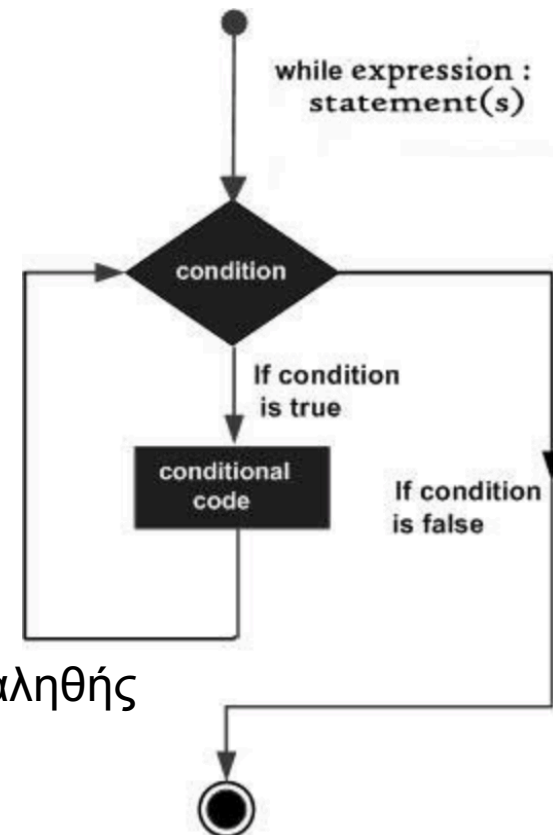 while expression :
statement(s)
condition
If condition
is true
conditional
code
If condition
is false
αληθής